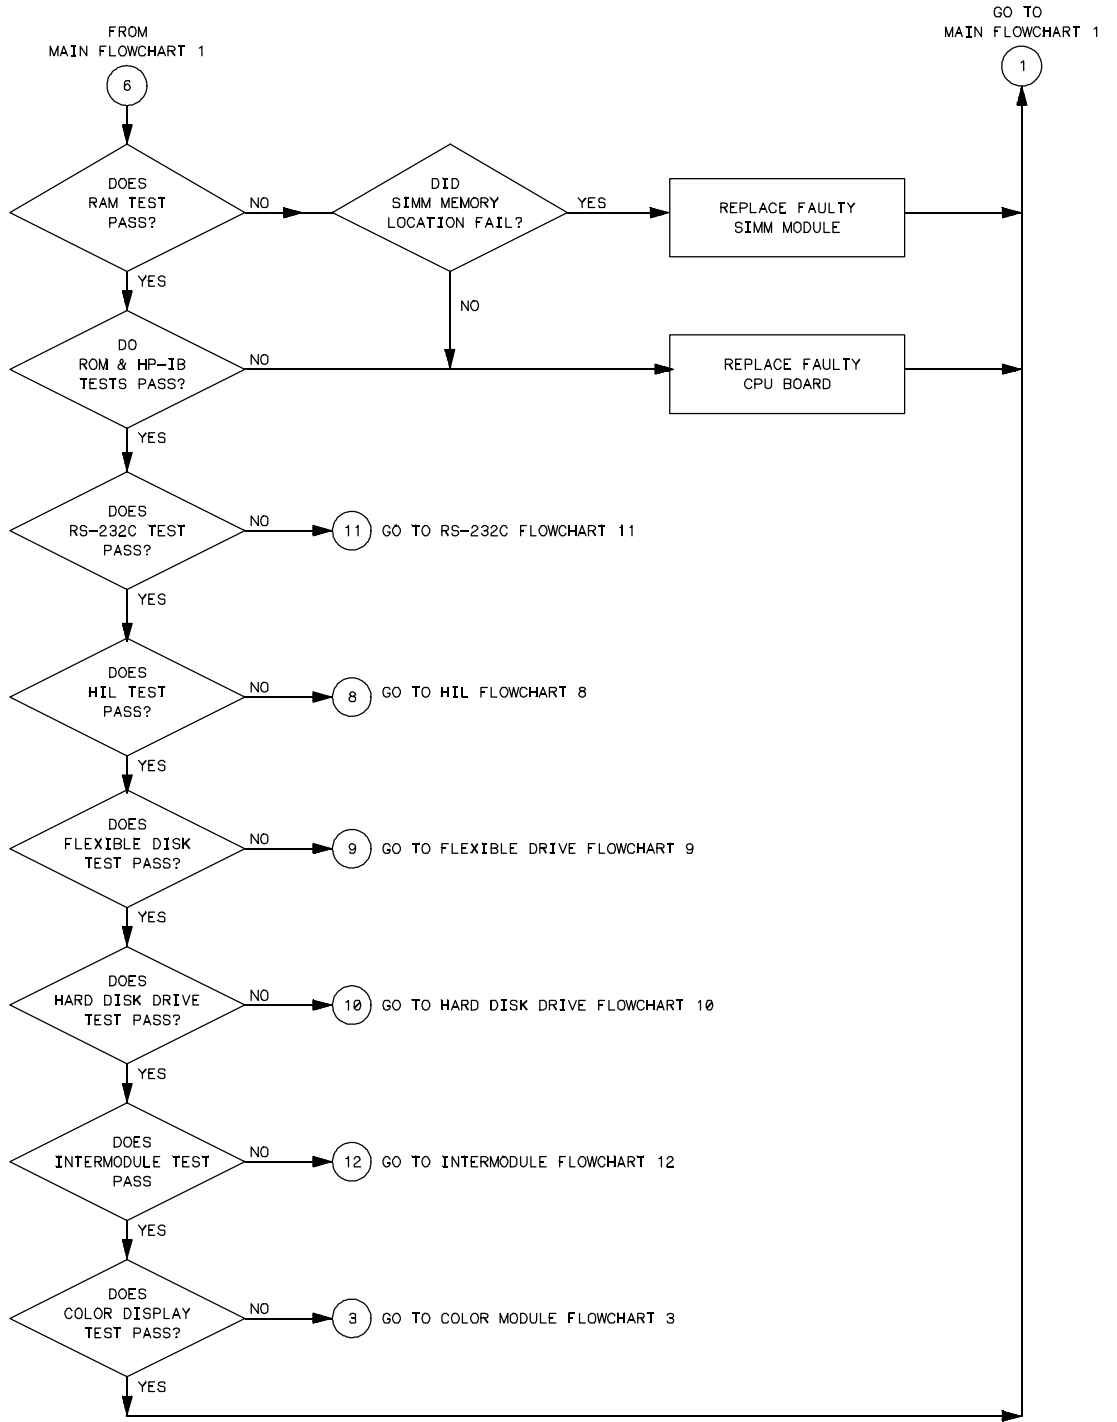 FROM
MAIN FLOWCHART 1
6
GO TO
MAIN FLOWCHART 1
1
DOES
RAM TEST
PASS?
NO
DID
SIMM MEMORY
LOCATION FAIL?
YES
REPLACE FAULTY
SIMM MODULE
YES
NO
DO
ROM & HP-IB
TESTS PASS?
NO
REPLACE FAULTY
CPU BOARD
YES
DOES
RS-232C TEST
PASS?
NO
11
GO TO RS-232C FLOWCHART 11
YES
DOES
HIL TEST
PASS?
NO
8
GO TO HIL FLOWCHART 8
YES
DOES
FLEXIBLE DISK
TEST PASS?
NO
9
GO TO FLEXIBLE DRIVE FLOWCHART 9
YES
DOES
HARD DISK DRIVE
TEST PASS?
NO
10
GO TO HARD DISK DRIVE FLOWCHART 10
YES
DOES
INTERMODULE TEST
PASS
NO
12
GO TO INTERMODULE FLOWCHART 12
YES
DOES
COLOR DISPLAY
TEST PASS?
NO
3
GO TO COLOR MODULE FLOWCHART 3
YES